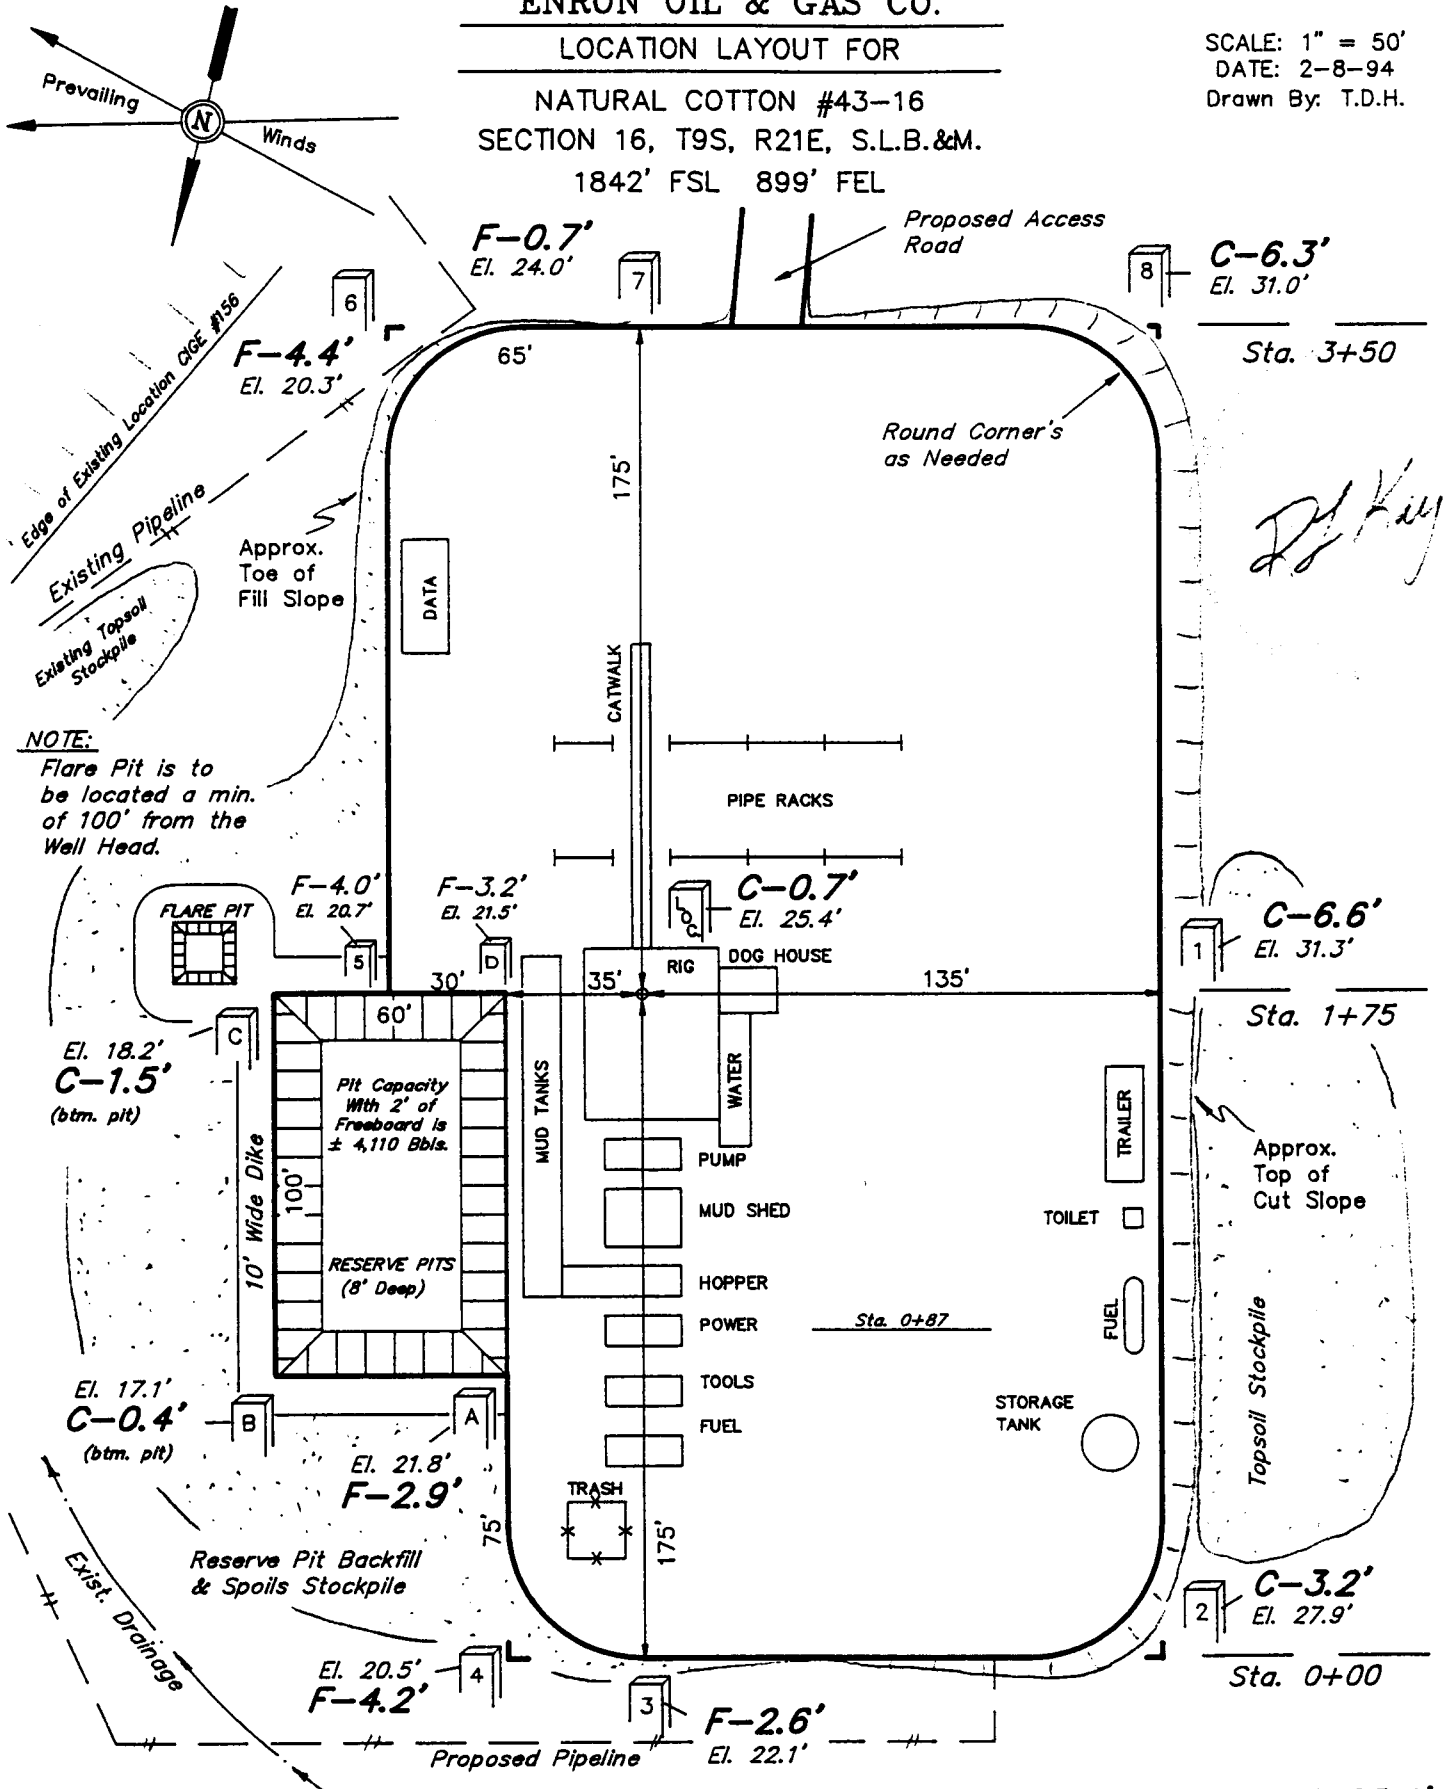 ENRON OIL & GAS CO.
LOCATION LAYOUT FOR
NATURAL COTTON #43-16
SECTION 16, T9S, R21E, S.L.B.&M.
1842' FSL 899' FEL
SCALE: 1" = 50'
DATE: 2-8-94
Drawn By: T.D.H.
Prevailing
Winds
N
Proposed Access
Road
F-0.7'
El. 24.0'
7
8
C-6.3'
El. 31.0'
6
F-4.4'
El. 20.3'
65'
Sta. 3+50
Edge of Existing Location CIGE #156
Existing Pipeline
Existing Topsoil
Stockpile
Approx.
Toe of
Fill Slope
Round Corner's
as Needed
175'
DATA
CATWALK
PIPE RACKS
NOTE:
Flare Pit is to
be located a min.
of 100' from the
Well Head.
FLARE PIT
F-4.0'
El. 20.7'
5
F-3.2'
El. 21.5'
D
LOC
C-0.7'
El. 25.4'
C-6.6'
El. 31.3'
1
RIG
DOG HOUSE
30'
35'
135'
60'
Sta. 1+75
C
El. 18.2'
C-1.5'
(btm. pit)
Pit Capacity
With 2' of
Freeboard is
± 4,110 Bbls.
10' Wide Dike
100'
RESERVE PITS
(8' Deep)
MUD TANKS
WATER
TRAILER
Approx.
Top of
Cut Slope
PUMP
MUD SHED
TOILET
HOPPER
POWER
Sta. 0+87
FUEL
Topsoil Stockpile
TOOLS
FUEL
STORAGE
TANK
El. 17.1'
C-0.4'
(btm. pit)
B
A
El. 21.8'
F-2.9'
TRASH
75'
175'
Reserve Pit Backfill
& Spoils Stockpile
Exist. Drainage
2
C-3.2'
El. 27.9'
Sta. 0+00
El. 20.5'
F-4.2'
4
3
F-2.6'
El. 22.1'
Proposed Pipeline